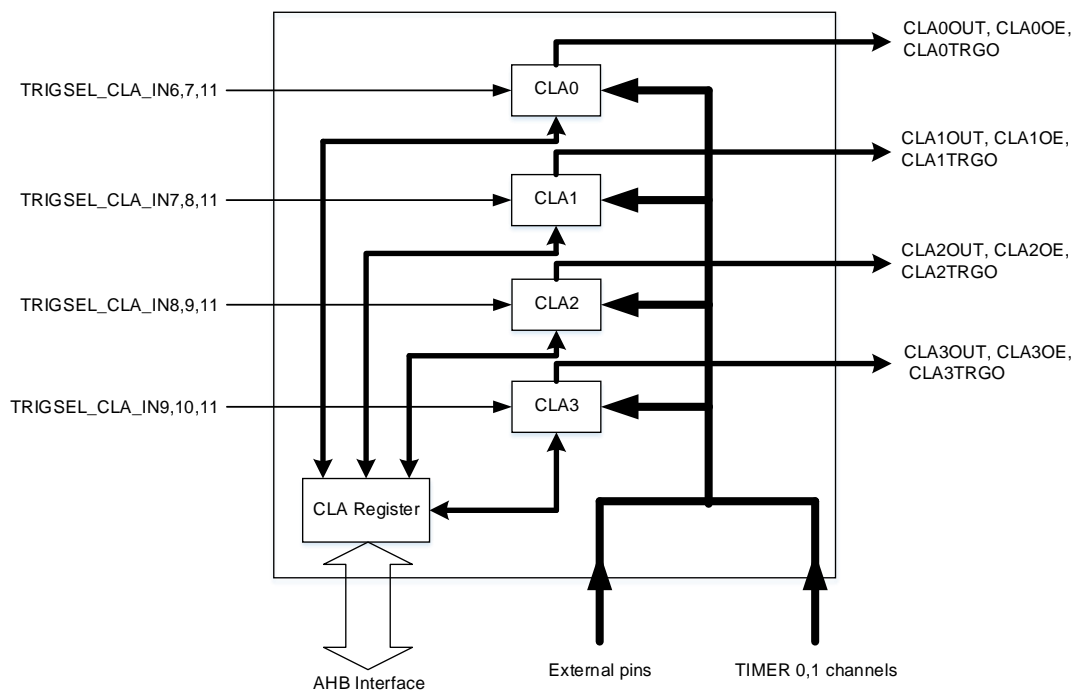 CLA0OUT, CLA0OE,
CLA0TRGO
TRIGSEL_CLA_IN6,7,11
CLA0
CLA1OUT, CLA1OE,
CLA1TRGO
TRIGSEL_CLA_IN7,8,11
CLA1
CLA2OUT, CLA2OE,
CLA2TRGO
TRIGSEL_CLA_IN8,9,11
CLA2
CLA3OUT, CLA3OE,
CLA3TRGO
TRIGSEL_CLA_IN9,10,11
CLA3
CLA Register
External pins
TIMER 0,1 channels
AHB Interface